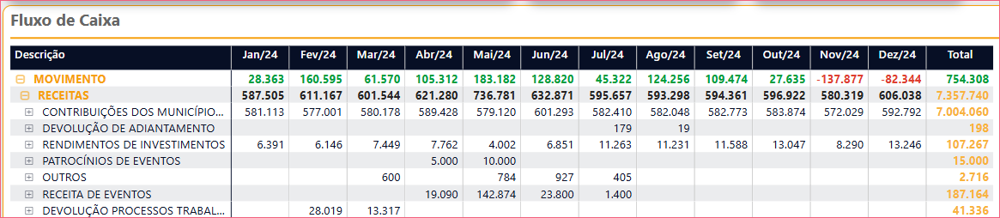 Fluxo de Caixa
Descrição Jan/24 Fev/24 Mar/24 Abr/24 Mai/24 Jun/24 Jul/24 Ago/24 Set/24 Out/24 Nov/24 Dez/24 Total
MOVIMENTO 28.363 160.595 61.570 105.312 183.182 128.820 45.322 124.256 109.474 27.635 -137.877 -82.344 754.308
RECEITAS 587.505 611.167 601.544 621.280 736.781 632.871 595.657 593.298 594.361 596.922 580.319 606.038 7.357.740
CONTRIBUIÇÕES DOS MUNICÍPIO... 581.113 577.001 580.178 589.428 579.120 601.293 582.410 582.048 582.773 583.874 572.029 592.792 7.004.060
DEVOLUÇÃO DE ADIANTAMENTO 179 19 198
RENDIMENTOS DE INVESTIMENTOS 6.391 6.146 7.449 7.762 4.002 6.851 11.263 11.231 11.588 13.047 8.290 13.246 107.267
PATROCÍNIOS DE EVENTOS 5.000 10.000 15.000
OUTROS 600 784 927 405 2.716
RECEITA DE EVENTOS 19.090 142.874 23.800 1.400 187.164
DEVOLUÇÃO PROCESSOS TRABAL... 28.019 13.317 41.336